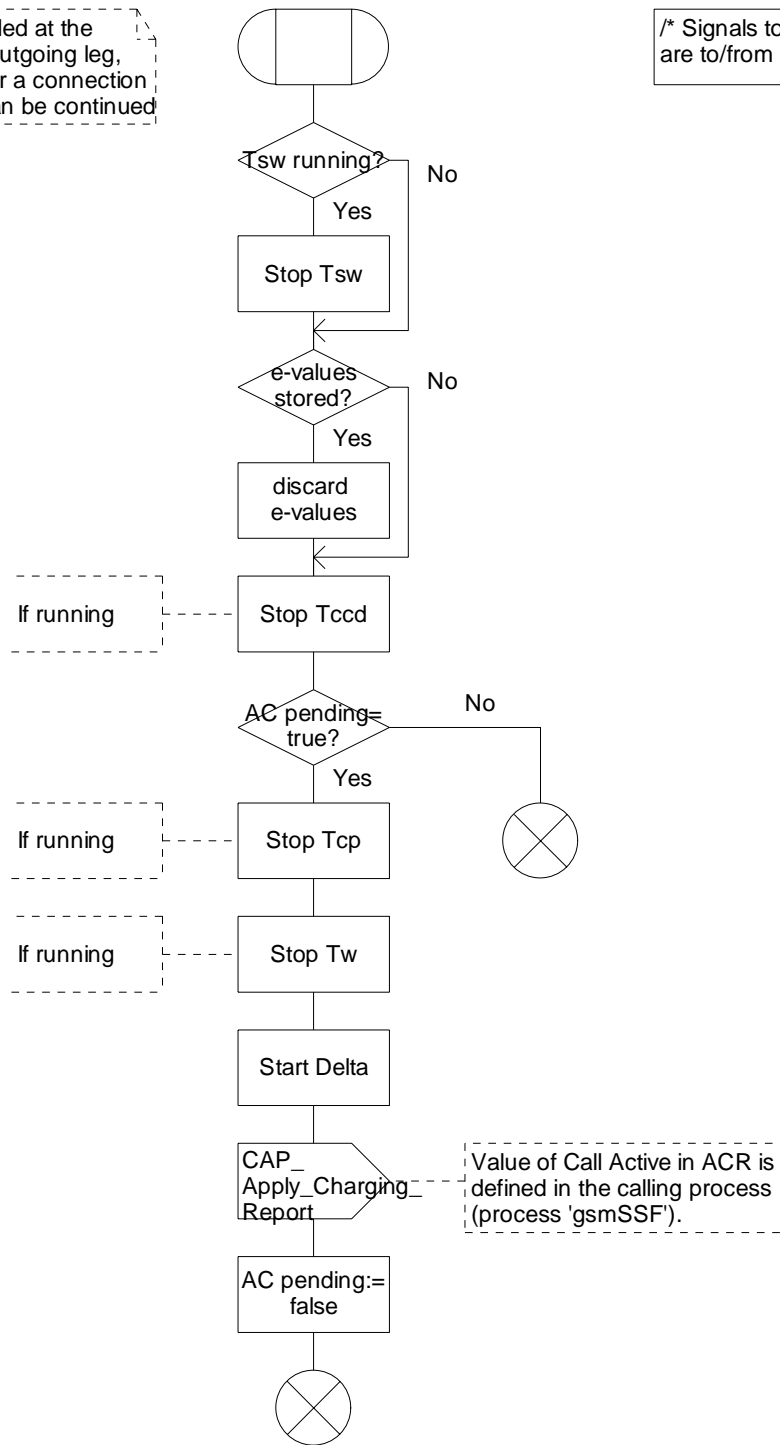 led at the
utgoing leg,
r a connection
n be continued
/* Signals to
are to/from
Tsw running?
No
Yes
Stop Tsw
e-values
stored?
No
Yes
discard
e-values
If running
Stop Tccd
AC pending=
true?
No
Yes
If running
Stop Tcp
If running
Stop Tw
Start Delta
CAP_
Apply_Charging_
Report
Value of Call Active in ACR is
defined in the calling process
(process 'gsmSSF').
AC pending:=
false